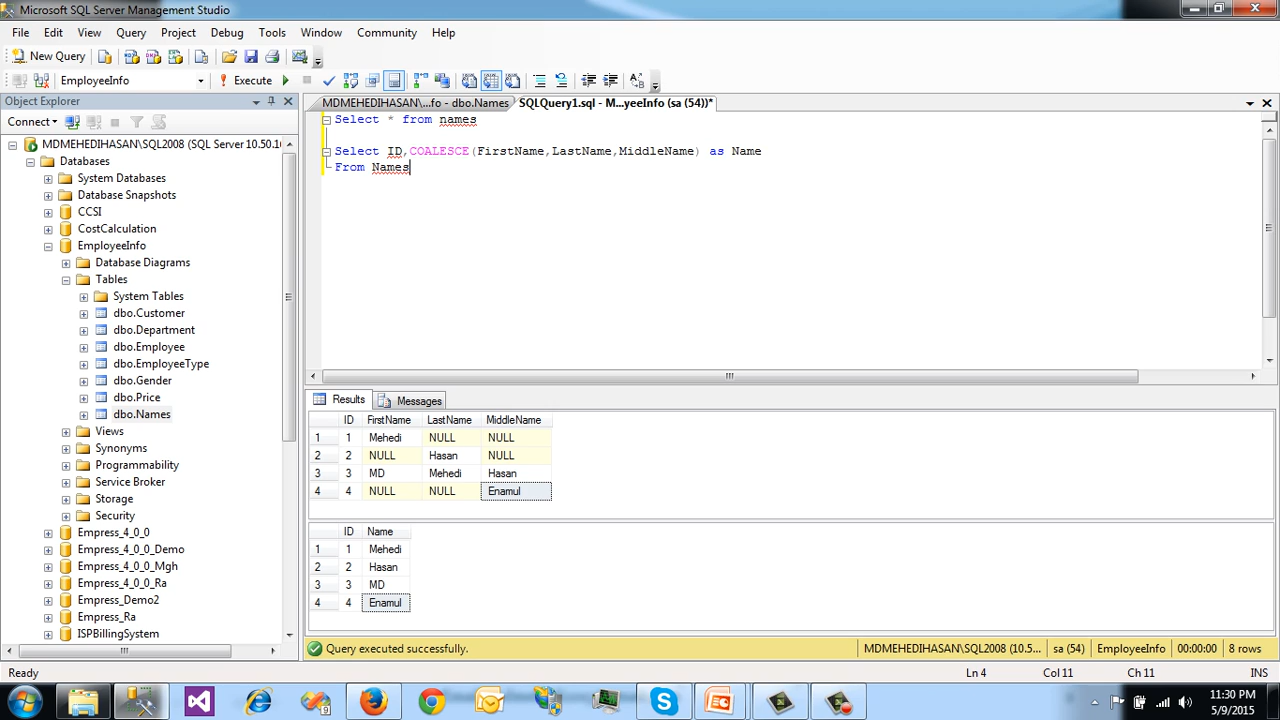 Microsoft SQL Server Management Studio
File Edit View Query Project Debug Tools Window Community Help
New Query
EmployeeInfo Execute
Object Explorer
MDMEHEDIHASAN\...fo - dbo.Names SQLQuery1.sql - M...yeeInfo (sa (54))*
Connect
MDMEHEDIHASAN\SQL2008 (SQL Server 10.50.1
Databases
System Databases
Database Snapshots
CCSI
CostCalculation
EmployeeInfo
Database Diagrams
Tables
System Tables
dbo.Customer
dbo.Department
dbo.Employee
dbo.EmployeeType
dbo.Gender
dbo.Price
dbo.Names
Views
Synonyms
Programmability
Service Broker
Storage
Security
Empress_4_0_0
Empress_4_0_0_Demo
Empress_4_0_0_Mgh
Empress_4_0_0_Ra
Empress_Demo2
Empress_Ra
ISPBillingSystem
Select * from names
Select ID,COALESCE(FirstName,LastName,MiddleName) as Name
From Names
Results Messages
ID FirstName LastName MiddleName
1 1 Mehedi NULL NULL
2 2 NULL Hasan NULL
3 3 MD Mehedi Hasan
4 4 NULL NULL Enamul
ID Name
1 1 Mehedi
2 2 Hasan
3 3 MD
4 4 Enamul
Query executed successfully. MDMEHEDIHASAN\SQL2008 (10.5... sa (54) EmployeeInfo 00:00:00 8 rows
Ready Ln 4 Col 11 Ch 11 INS
11:30 PM
5/9/2015